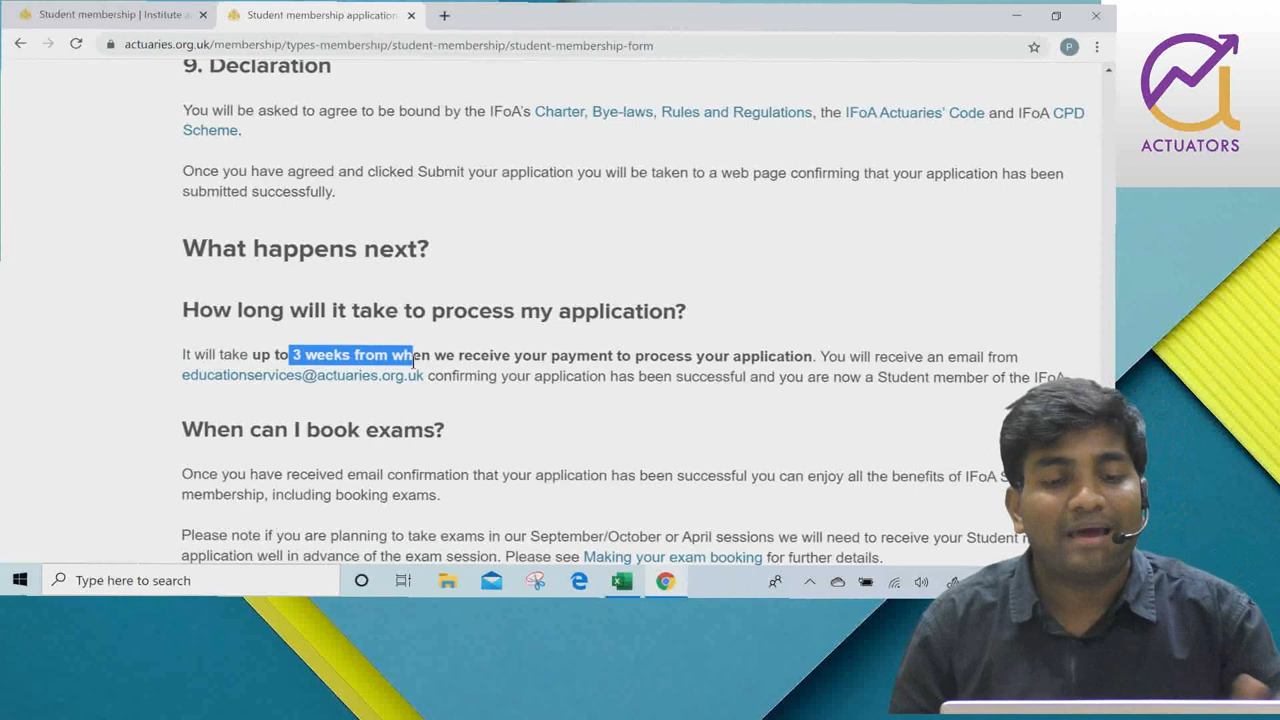 Student membership | Institute a
Student membership application
actuaries.org.uk/membership/types-membership/student-membership/student-membership-form
P
ACTUATORS
9. Declaration
You will be asked to agree to be bound by the IFoA's Charter, Bye-laws, Rules and Regulations, the IFoA Actuaries' Code and IFoA CPD
Scheme.
Once you have agreed and clicked Submit your application you will be taken to a web page confirming that your application has been
submitted successfully.
What happens next?
How long will it take to process my application?
It will take up to 3 weeks from when we receive your payment to process your application. You will receive an email from
educationservices@actuaries.org.uk confirming your application has been successful and you are now a Student member of the IFoA
When can I book exams?
Once you have received email confirmation that your application has been successful you can enjoy all the benefits of IFoA S
membership, including booking exams.
Please note if you are planning to take exams in our September/October or April sessions we will need to receive your Student
application well in advance of the exam session. Please see Making your exam booking for further details.
Type here to search